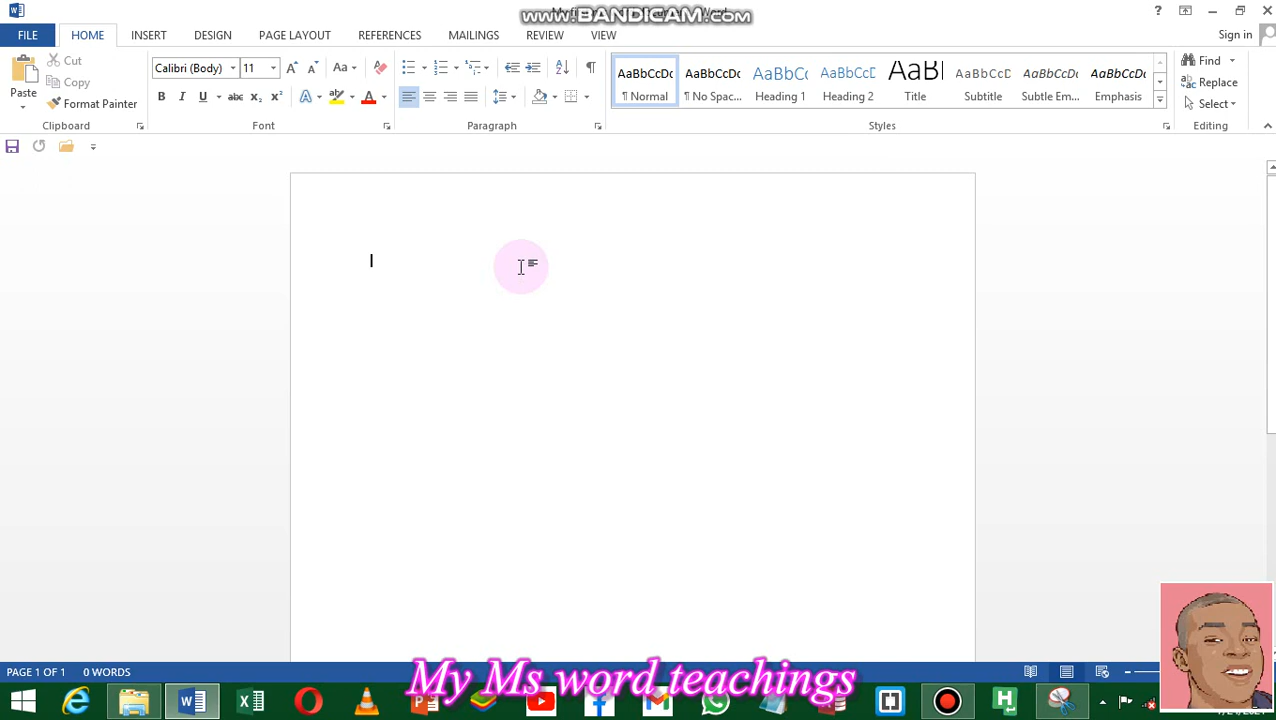 www.BANDICAM.com
FILE HOME INSERT DESIGN PAGE LAYOUT REFERENCES MAILINGS REVIEW VIEW Sign in
Paste Cut Copy Format Painter
Clipboard
Calibri (Body) 11
Font
Paragraph
AaBbCcDc AaBbCcDc AaBbCc AaBbCcC AaBl AaBbCcD AaBbCcDc AaBbCcDc
¶ Normal ¶ No Spac... Heading 1 Heading 2 Title Subtitle Subtle Em... Emphasis
Styles
Find
Replace
Select
Editing
PAGE 1 OF 1 0 WORDS
My Ms word teachings